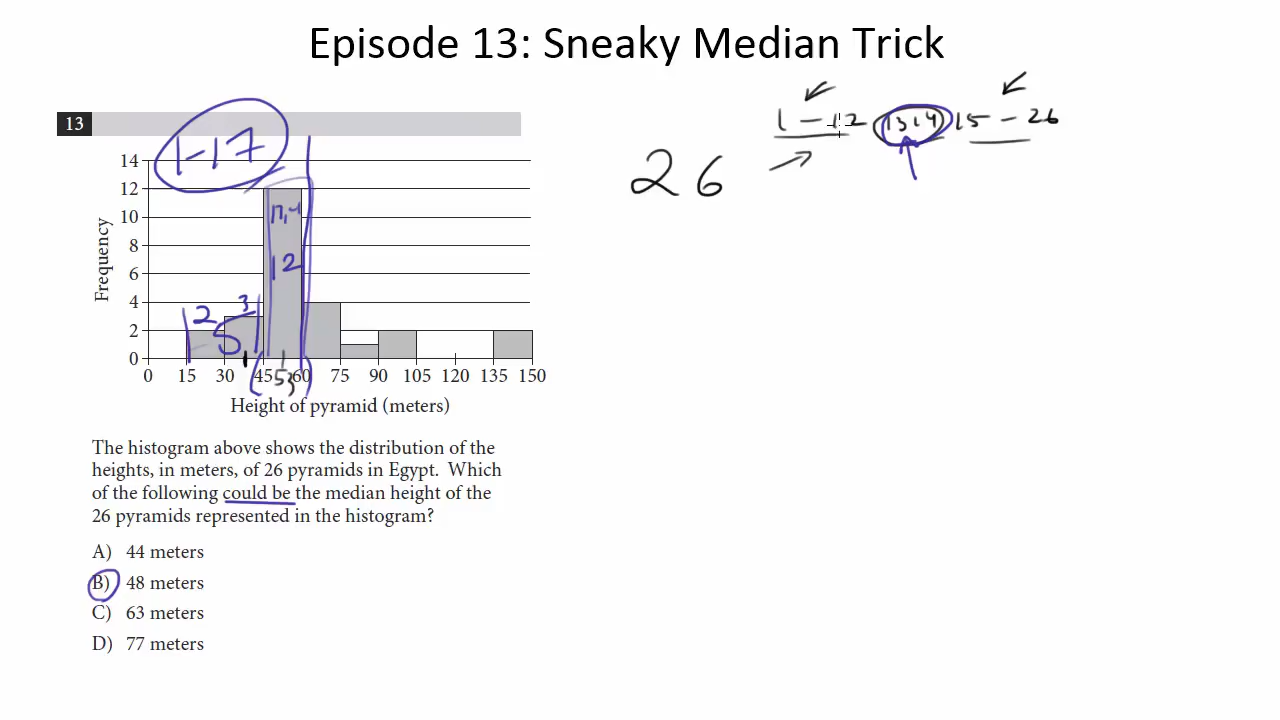 Episode 13: Sneaky Median Trick
13
1 – 12 13,14 15 – 26
26
1-17
14
12
10
8
6
4
2
0
Frequency
12
2
3
5
53
0 15 30 45 60 75 90 105 120 135 150
Height of pyramid (meters)
The histogram above shows the distribution of the
heights, in meters, of 26 pyramids in Egypt. Which
of the following could be the median height of the
26 pyramids represented in the histogram?
A) 44 meters
B) 48 meters
C) 63 meters
D) 77 meters